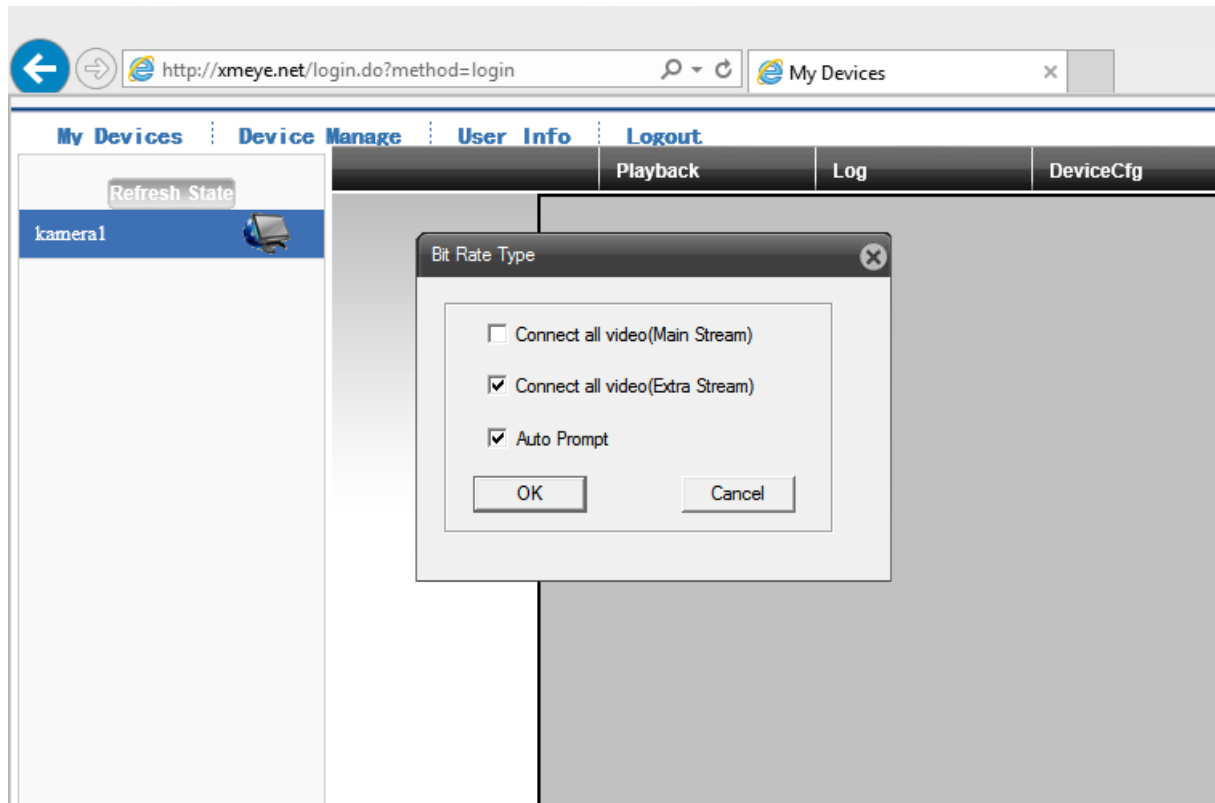 http://xmeye.net/login.do?method=login
My Devices
My Devices Device Manage User Info Logout
Playback Log DeviceCfg
Refresh State
kamera1
Bit Rate Type
Connect all video(Main Stream)
Connect all video(Extra Stream)
Auto Prompt
OK Cancel